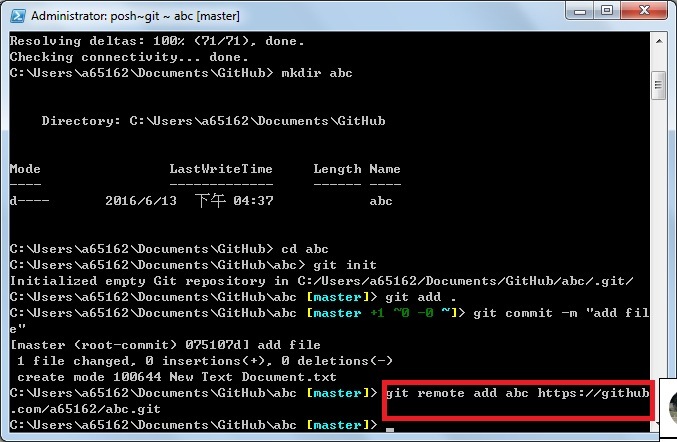 Administrator: posh~git ~ abc [master]
Resolving deltas: 100% (71/71), done.
Checking connectivity... done.
C:\Users\a65162\Documents\GitHub> mkdir abc
Directory: C:\Users\a65162\Documents\GitHub
Mode LastWriteTime Length Name
---- ------------- ------ ----
d---- 2016/6/13 下午 04:37 abc
C:\Users\a65162\Documents\GitHub> cd abc
C:\Users\a65162\Documents\GitHub\abc> git init
Initialized empty Git repository in C:/Users/a65162/Documents/GitHub/abc/.git/
C:\Users\a65162\Documents\GitHub\abc [master]> git add .
C:\Users\a65162\Documents\GitHub\abc [master +1 ~0 -0 ~]> git commit -m "add fil
e"
[master (root-commit) 075107d] add file
1 file changed, 0 insertions(+), 0 deletions(-)
create mode 100644 New Text Document.txt
C:\Users\a65162\Documents\GitHub\abc [master]> git remote add abc https://github
.com/a65162/abc.git
C:\Users\a65162\Documents\GitHub\abc [master]>